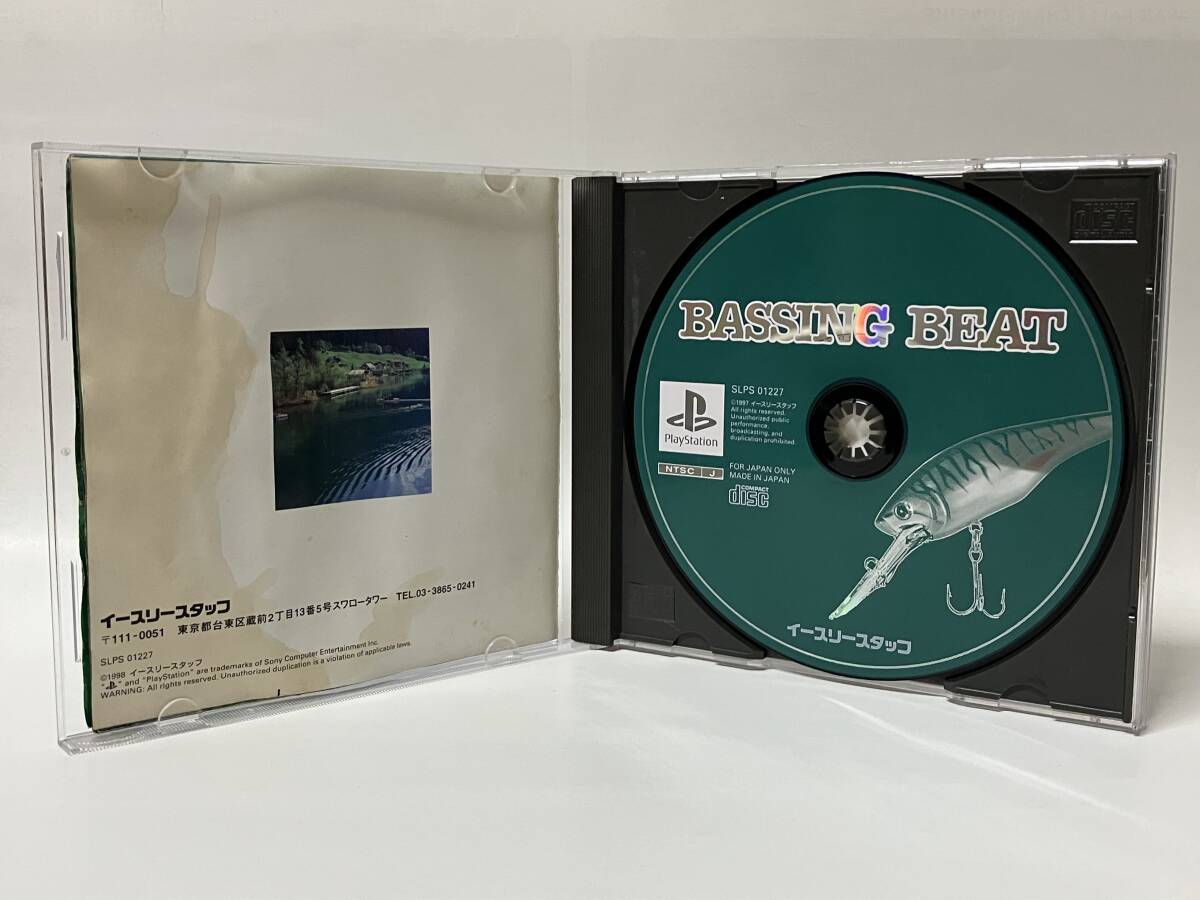 イースリースタッフ
〒111-0051 東京都台東区蔵前2丁目13番5号スワロータワー TEL.03-3865-0241
SLPS 01227
©1998 イースリースタッフ
" " and "PlayStation" are trademarks of Sony Computer Entertainment Inc.
WARNING: All rights reserved. Unauthorized duplication is a violation of applicable laws.
BASSING BEAT
PlayStation
NTSC J
SLPS 01227
©1997 イースリースタッフ
All rights reserved.
Unauthorized public
performance,
broadcasting, and
duplication prohibited
FOR JAPAN ONLY
MADE IN JAPAN
COMPACT
disc
イースリースタッフ
COMPACT
disc